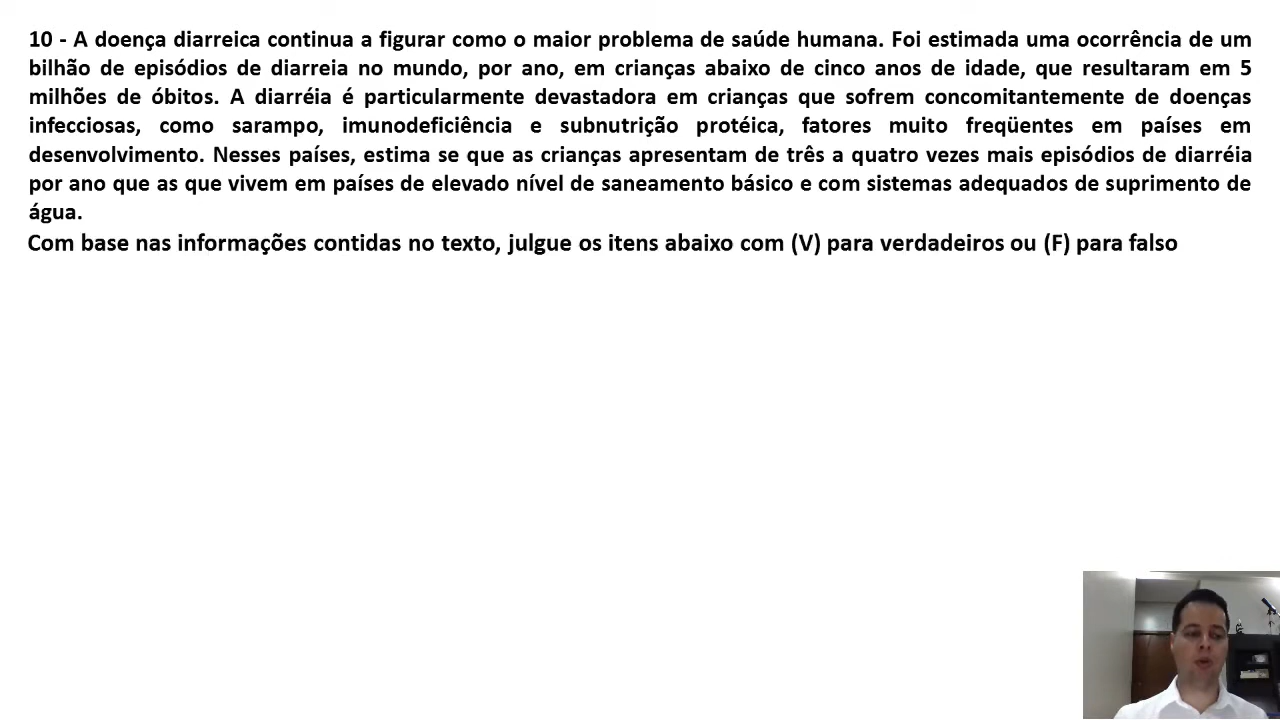 10 - A doença diarreica continua a figurar como o maior problema de saúde humana. Foi estimada uma ocorrência de um
bilhão de episódios de diarreia no mundo, por ano, em crianças abaixo de cinco anos de idade, que resultaram em 5
milhões de óbitos. A diarréia é particularmente devastadora em crianças que sofrem concomitantemente de doenças
infecciosas, como sarampo, imunodeficiência e subnutrição protéica, fatores muito freqüentes em países em
desenvolvimento. Nesses países, estima se que as crianças apresentam de três a quatro vezes mais episódios de diarréia
por ano que as que vivem em países de elevado nível de saneamento básico e com sistemas adequados de suprimento de
água.
Com base nas informações contidas no texto, julgue os itens abaixo com (V) para verdadeiros ou (F) para falso